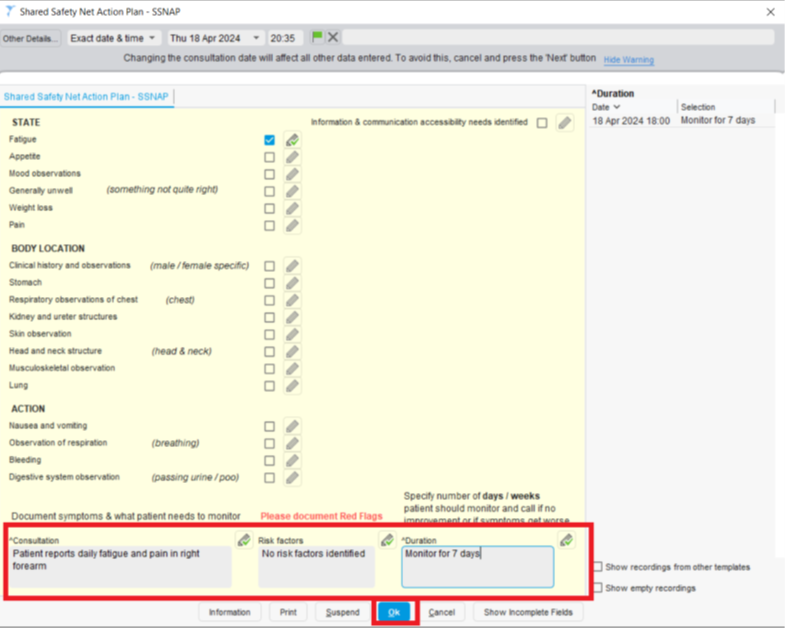 Shared Safety Net Action Plan - SSNAP
Other Details... Exact date & time Thu 18 Apr 2024 20:35
Changing the consultation date will affect all other data entered. To avoid this, cancel and press the 'Next' button Hide Warning
Shared Safety Net Action Plan - SSNAP
STATE
Information & communication accessibility needs identified
Fatigue
Appetite
Mood observations
Generally unwell (something not quite right)
Weight loss
Pain
BODY LOCATION
Clinical history and observations (male / female specific)
Stomach
Respiratory observations of chest (chest)
Kidney and ureter structures
Skin observation
Head and neck structure (head & neck)
Musculoskeletal observation
Lung
ACTION
Nausea and vomiting
Observation of respiration (breathing)
Bleeding
Digestive system observation (passing urine / poo)
Document symptoms & what patient needs to monitor
Please document Red Flags
Specify number of days / weeks
patient should monitor and call if no
improvement or if symptoms get worse
^Consultation
Patient reports daily fatigue and pain in right
forearm
Risk factors
No risk factors identified
^Duration
Monitor for 7 days
^Duration
Date Selection
18 Apr 2024 18:00 Monitor for 7 days
Show recordings from other templates
Show empty recordings
Information Print Suspend Ok Cancel Show Incomplete Fields